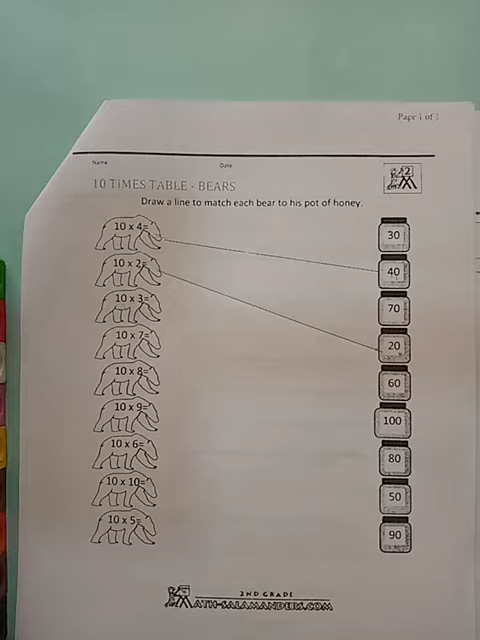 Page 1 of 1
Name
Date
10 TIMES TABLE - BEARS
Draw a line to match each bear to his pot of honey.
10 x 4=
30
10 x 2=
40
10 x 3=
70
10 x 7=
20
10 x 8=
60
10 x 9=
100
10 x 6=
80
10 x 10=
50
10 x 5=
90
2ND GRADE
MATH-SALAMANDERS.COM